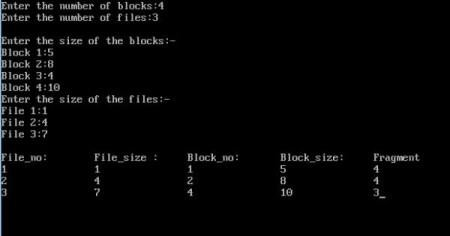 Enter the number of blocks:4
Enter the number of files:3
Enter the size of the blocks:-
Block 1:5
Block 2:8
Block 3:4
Block 4:10
Enter the size of the files:-
File 1:1
File 2:4
File 3:7
File_no: File_size : Block_no: Block_size: Fragment
1 1 1 5 4
2 4 2 8 4
3 7 4 10 3_